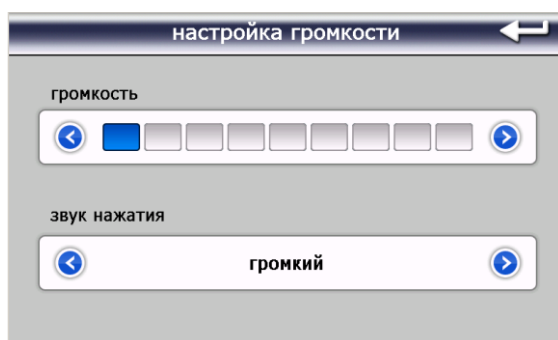 настройка громкости
громкость
звук нажатия
громкий